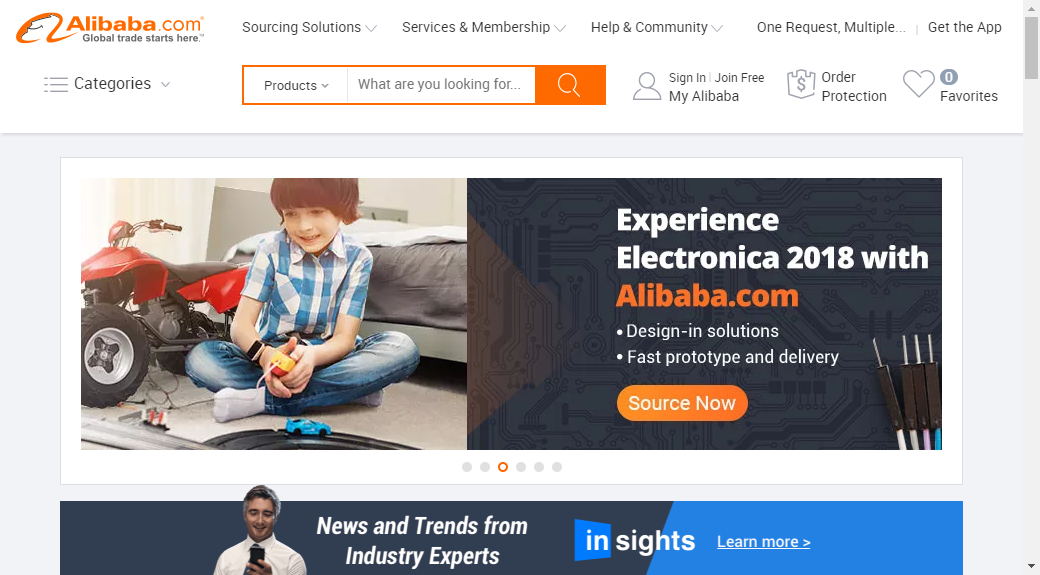 Alibaba.com
Global trade starts here.™
Sourcing Solutions
Services & Membership
Help & Community
One Request, Multiple...
Get the App
Categories
Products
What are you looking for...
Sign In
Join Free
My Alibaba
Order
Protection
0
Favorites
Experience
Electronica 2018 with
Alibaba.com
• Design-in solutions
• Fast prototype and delivery
Source Now
News and Trends from
Industry Experts
in sights
Learn more >